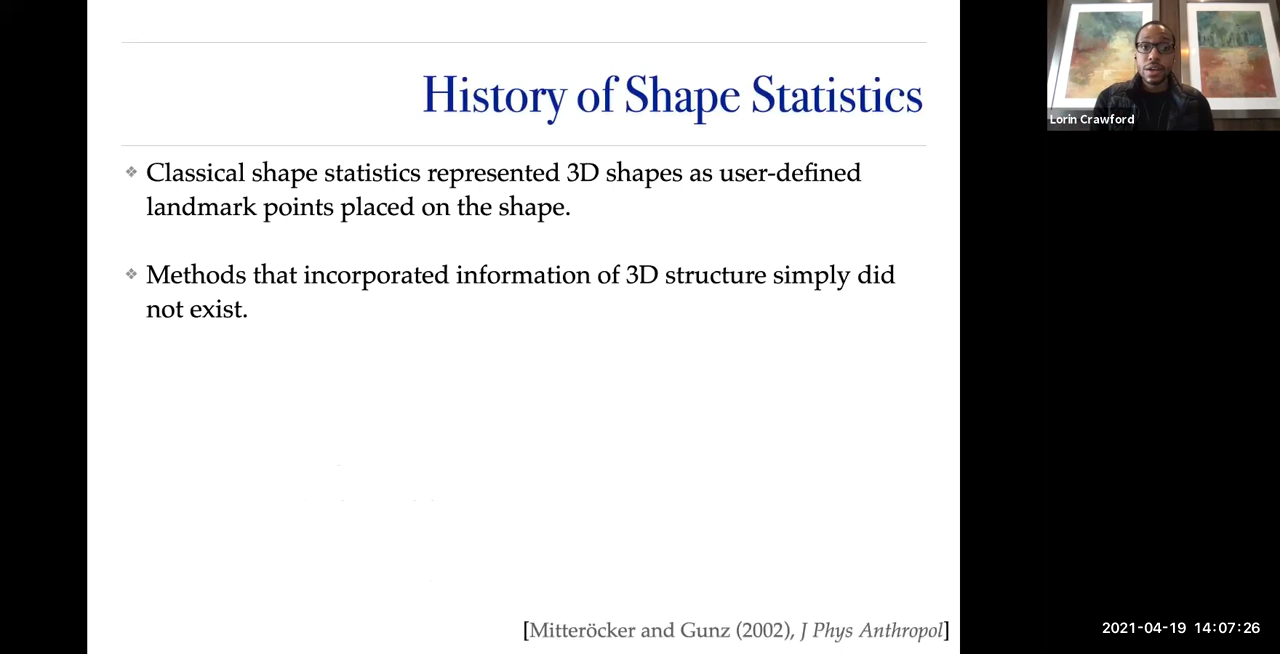 History of Shape Statistics
Lorin Crawford
❖ Classical shape statistics represented 3D shapes as user-defined
landmark points placed on the shape.
❖ Methods that incorporated information of 3D structure simply did
not exist.
[Mitteröcker and Gunz (2002), J Phys Anthropol]
2021-04-19 14:07:26